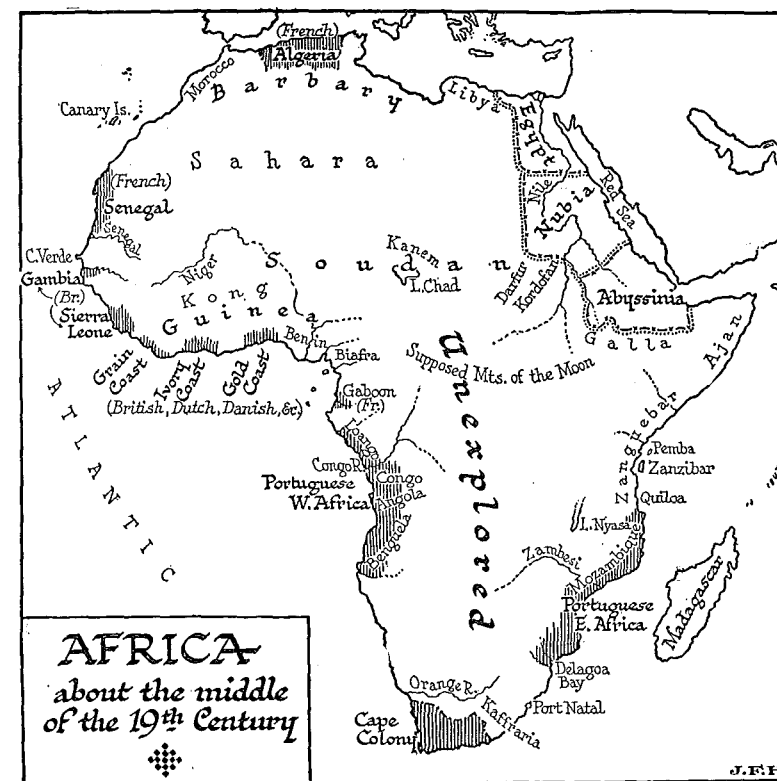 (French)
Algeria
Morocco
Barbary
Libya
Egypt
Canary Is.
Sahara
(French)
Senegal
Senegal
Nile
Nubia
Red Sea
C.Verde
Gambia
(Br.)
Sierra
Leone
Niger
Soudan
Kanem
L.Chad
Darfur
Kordofan
Abyssinia
Kong
Guinea
Benin
Biafra
Galla
Ajan
Grain
Coast
Ivory
Coast
Gold
Coast
(British, Dutch, Danish, &c.)
Supposed Mts. of the Moon
Unexplored
Gaboon
(Fr.)
Loango
Congo R.
Congo
Portuguese
W. Africa
Angola
Benguela
Zanguebar
Pemba
Zanzibar
Quiloa
L.Nyasa
Zambesi
Mozambique
Portuguese
E. Africa
Madagascar
Delagoa
Bay
Port Natal
Orange R.
Kaffraria
Cape
Colony
ATLANTIC
AFRICA
about the middle
of the 19th Century